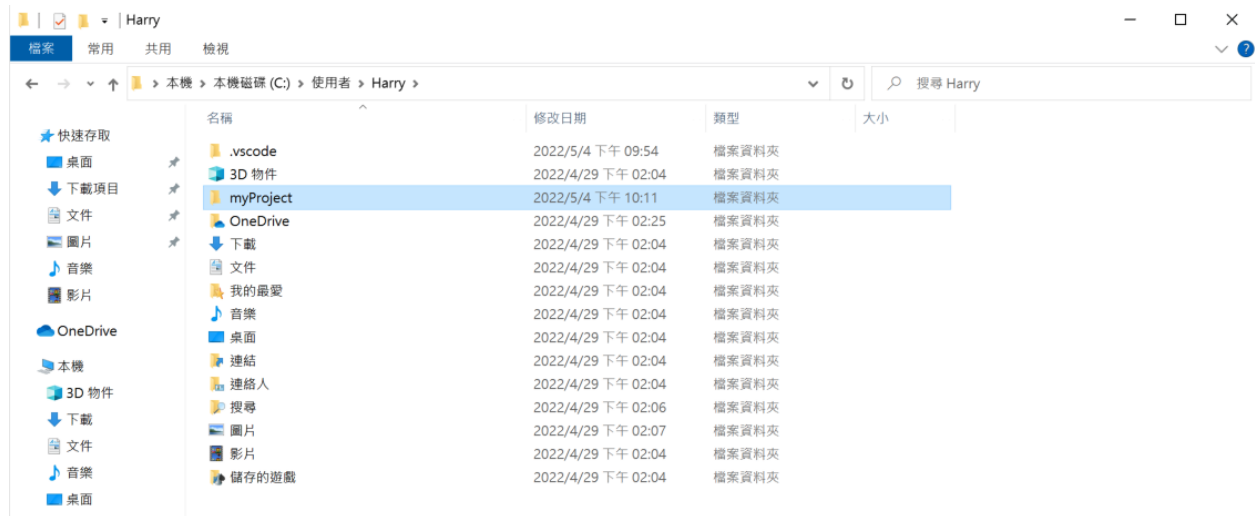 Harry
檔案 常用 共用 檢視
本機 > 本機磁碟 (C:) > 使用者 > Harry >
搜尋 Harry
名稱 修改日期 類型 大小
快速存取
桌面
下載項目
文件
圖片
音樂
影片
OneDrive
本機
3D 物件
下載
文件
音樂
桌面
.vscode 2022/5/4 下午 09:54 檔案資料夾
3D 物件 2022/4/29 下午 02:04 檔案資料夾
myProject 2022/5/4 下午 10:11 檔案資料夾
OneDrive 2022/4/29 下午 02:25 檔案資料夾
下載 2022/4/29 下午 02:04 檔案資料夾
文件 2022/4/29 下午 02:04 檔案資料夾
我的最愛 2022/4/29 下午 02:04 檔案資料夾
音樂 2022/4/29 下午 02:04 檔案資料夾
桌面 2022/4/29 下午 02:04 檔案資料夾
連結 2022/4/29 下午 02:04 檔案資料夾
連絡人 2022/4/29 下午 02:04 檔案資料夾
搜尋 2022/4/29 下午 02:06 檔案資料夾
圖片 2022/4/29 下午 02:07 檔案資料夾
影片 2022/4/29 下午 02:04 檔案資料夾
儲存的遊戲 2022/4/29 下午 02:04 檔案資料夾